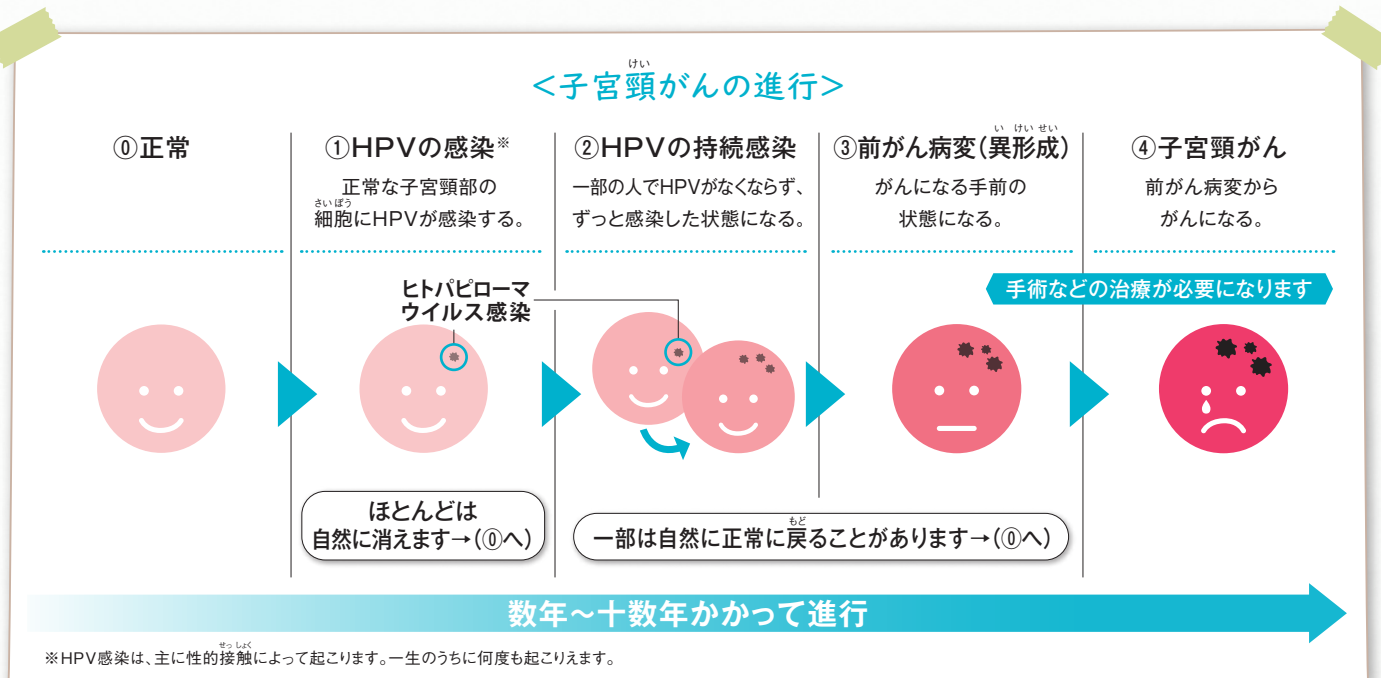 ＜子宮頸がんの進行＞
けい
⓪正常
①HPVの感染※
正常な子宮頸部の
さいぼう
細胞にHPVが感染する。
②HPVの持続感染
一部の人でHPVがなくならず、
ずっと感染した状態になる。
い けいせい
③前がん病変（異形成）
がんになる手前の
状態になる。
④子宮頸がん
前がん病変から
がんになる。
手術などの治療が必要になります
ヒトパピローマ
ウイルス感染
ほとんどは
自然に消えます→（⓪へ）
もど
一部は自然に正常に戻ることがあります→（⓪へ）
数年～十数年かかって進行
せっしょく
※HPV感染は、主に性的接触によって起こります。一生のうちに何度も起こりえます。